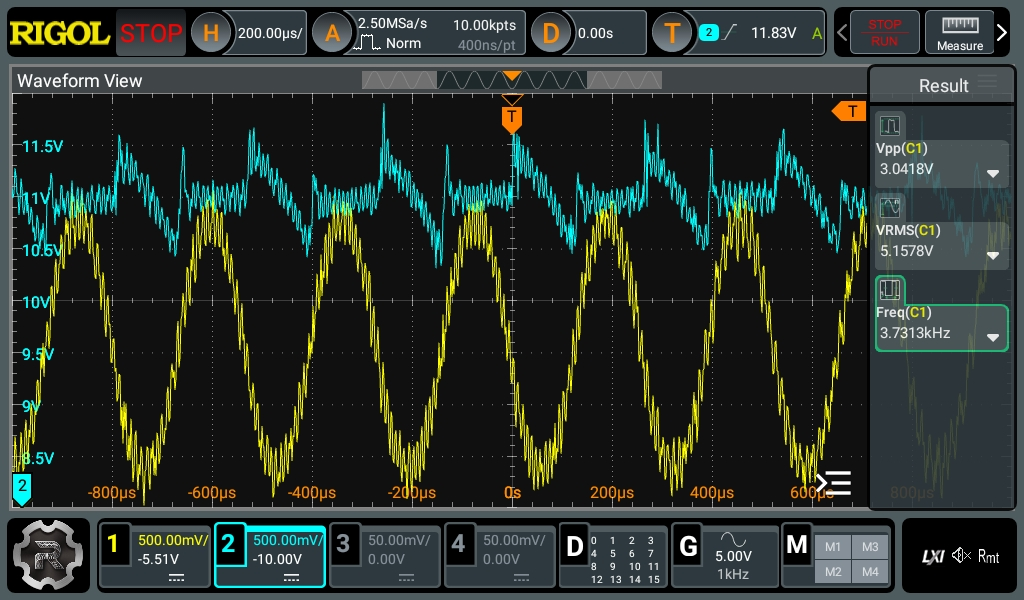 RIGOL STOP H 200.00µs/ A 2.50MSa/s 10.00kpts D 0.00s T 2 11.83V A STOP
Norm 400ns/pt RUN Measure
Waveform View Result
T
T
11.5V
11V
10.5V
10V
9.5V
9V
8.5V
2
-800µs -600µs -400µs -200µs 0s 200µs 400µs 600µs 800µs
Vpp(C1)
3.0418V
VRMS(C1)
5.1578V
Freq(C1)
3.7313kHz
1 500.00mV/ 2 500.00mV/ 3 50.00mV/ 4 50.00mV/ D 0 1 2 3 G 5.00V M M1 M3
-5.51V -10.00V 0.00V 0.00V 4 5 6 7 1kHz M2 M4
8 9 10 11
12 13 14 15
R
LXI Rmt